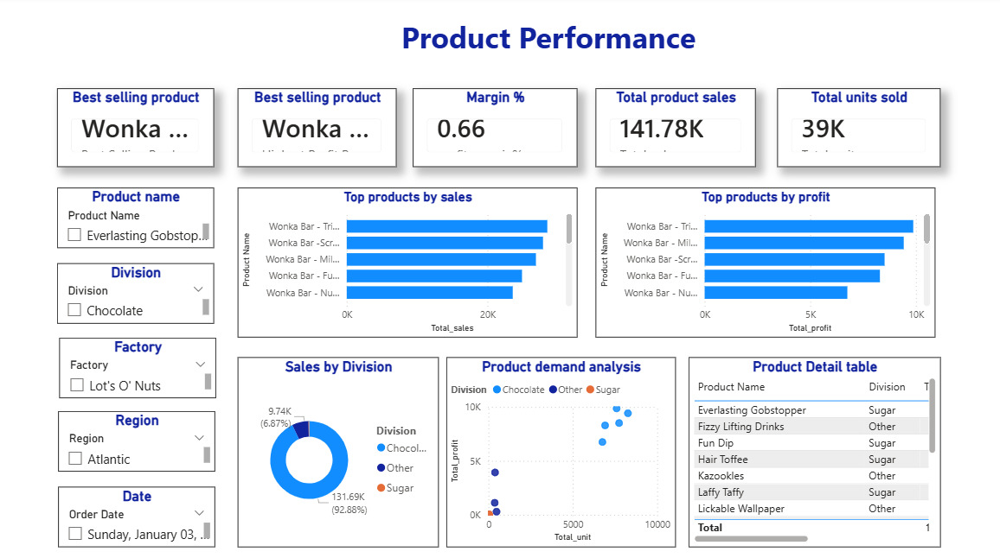 Product Performance
Best selling product
Wonka ...
Best selling product
Wonka ...
Margin %
0.66
Total product sales
141.78K
Total units sold
39K
Product name
Product Name
Everlasting Gobstop...
Division
Division
Chocolate
Factory
Factory
Lot's O' Nuts
Region
Region
Atlantic
Date
Order Date
Sunday, January 03, ...
Top products by sales
Product Name
Wonka Bar - Tri...
Wonka Bar -Scr...
Wonka Bar - Mil...
Wonka Bar - Fu...
Wonka Bar - Nu...
0K 20K
Total_sales
Top products by profit
Product Name
Wonka Bar - Tri...
Wonka Bar - Mil...
Wonka Bar -Scr...
Wonka Bar - Fu...
Wonka Bar - Nu...
0K 5K 10K
Total_profit
Sales by Division
9.74K
(6.87%)
131.69K
(92.88%)
Division
Chocol...
Other
Sugar
Product demand analysis
Division Chocolate Other Sugar
Total_profit
10K
5K
0K
0 5000 10000
Total_unit
Product Detail table
Product Name Division T
Everlasting Gobstopper Sugar
Fizzy Lifting Drinks Other
Fun Dip Sugar
Hair Toffee Sugar
Kazookles Other
Laffy Taffy Sugar
Lickable Wallpaper Other
Total 1